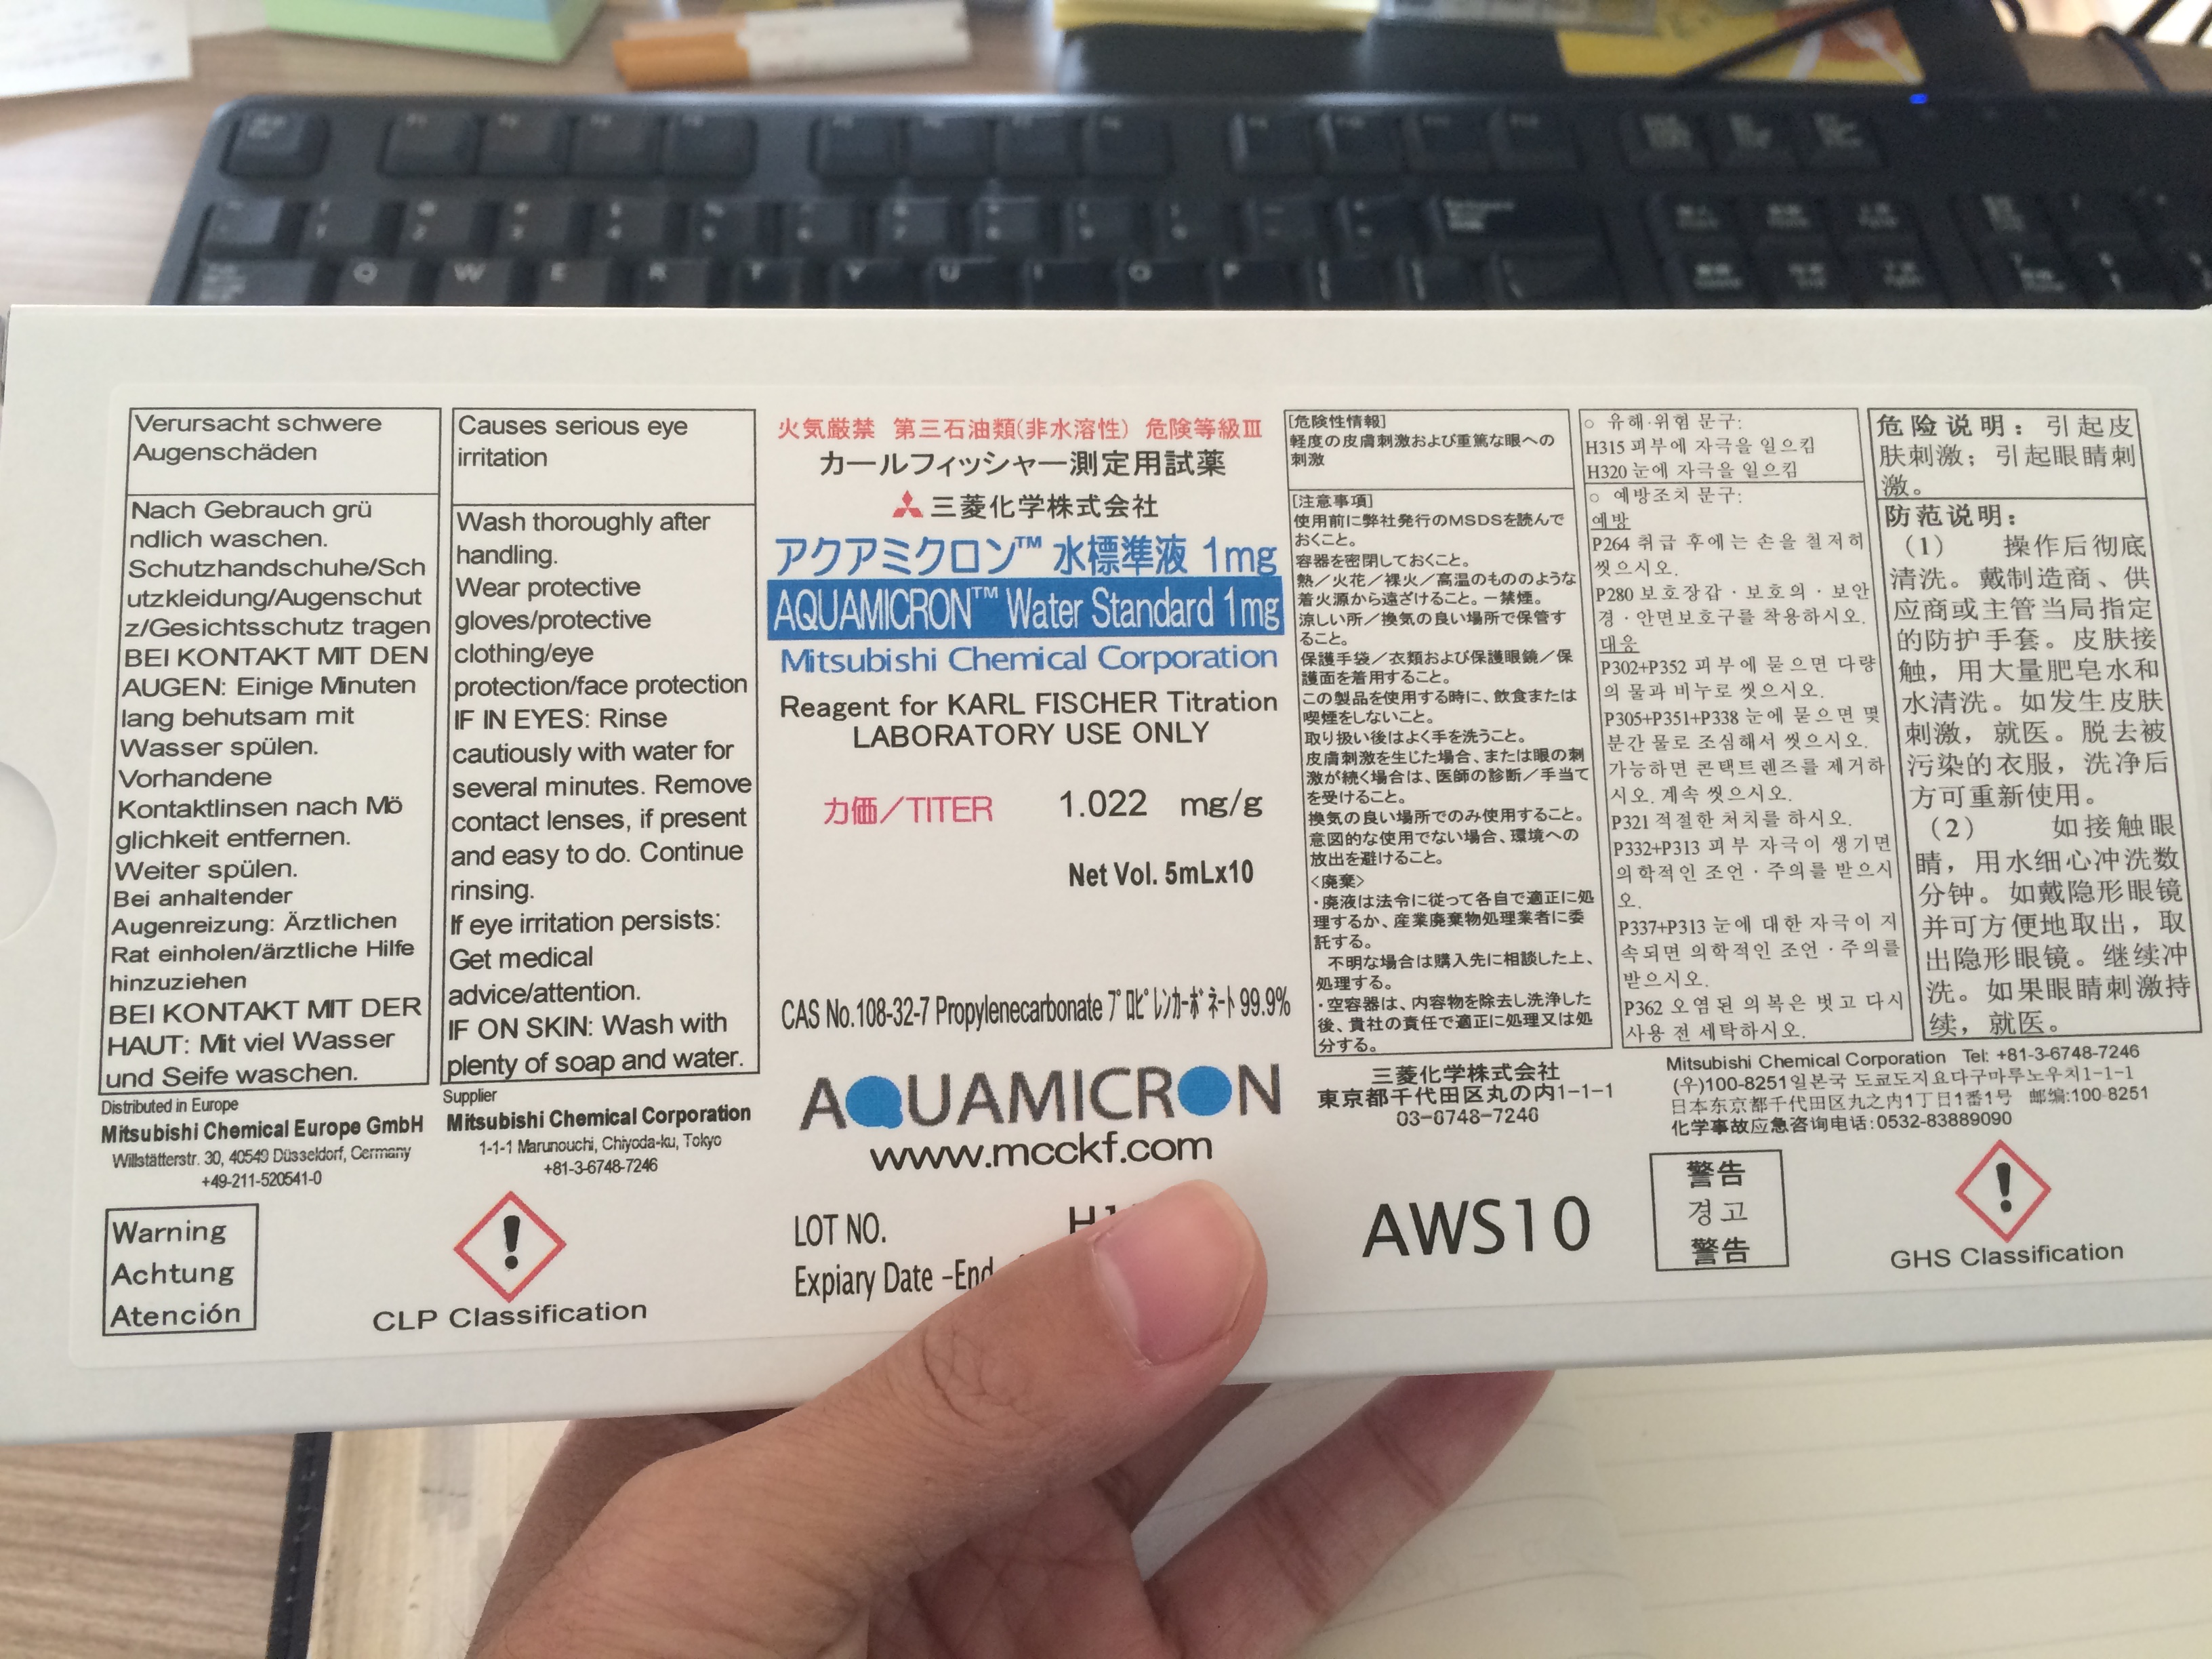 Q W E R T Y U I O P
Verursacht schwere
Augenschäden
Nach Gebrauch grü
ndlich waschen.
Schutzhandschuhe/Sch
utzkleidung/Augenschut
z/Gesichtsschutz tragen
BEI KONTAKT MIT DEN
AUGEN: Einige Minuten
lang behutsam mit
Wasser spülen.
Vorhandene
Kontaktlinsen nach Mö
glichkeit entfernen.
Weiter spülen.
Bei anhaltender
Augenreizung: Ärztlichen
Rat einholen/ärztliche Hilfe
hinzuziehen
BEI KONTAKT MIT DER
HAUT: Mit viel Wasser
und Seife waschen.
Distributed in Europe
Mitsubishi Chemical Europe GmbH
Willstätterstr. 30, 40549 Düsseldorf, Germany
+49-211-520541-0
Warning
Achtung
Atención
Causes serious eye
irritation
Wash thoroughly after
handling.
Wear protective
gloves/protective
clothing/eye
protection/face protection
IF IN EYES: Rinse
cautiously with water for
several minutes. Remove
contact lenses, if present
and easy to do. Continue
rinsing.
If eye irritation persists:
Get medical
advice/attention.
IF ON SKIN: Wash with
plenty of soap and water.
Supplier
Mitsubishi Chemical Corporation
1-1-1 Marunouchi, Chiyoda-ku, Tokyo
+81-3-6748-7246
CLP Classification
火気厳禁 第三石油類(非水溶性) 危険等級Ⅲ
カールフィッシャー測定用試薬
三菱化学株式会社
アクアミクロン™ 水標準液 1mg
AQUAMICRON™ Water Standard 1mg
Mitsubishi Chemical Corporation
Reagent for KARL FISCHER Titration
LABORATORY USE ONLY
力価/TITER 1.022 mg/g
Net Vol. 5mLx10
CAS No.108-32-7 Propylenecarbonate ﾌﾟﾛﾋﾟﾚﾝｶｰﾎﾞﾈｰﾄ 99.9%
AQUAMICRON
www.mcckf.com
LOT NO.
Expiary Date -End
[危険性情報]
軽度の皮膚刺激および重篤な眼への
刺激
[注意事項]
使用前に弊社発行のMSDSを読んで
おくこと。
容器を密閉しておくこと。
熱/火花/裸火/高温のもののような
着火源から遠ざけること。－禁煙。
涼しい所/換気の良い場所で保管す
ること。
保護手袋/衣類および保護眼鏡/保
護面を着用すること。
この製品を使用する時に、飲食または
喫煙をしないこと。
取り扱い後はよく手を洗うこと。
皮膚刺激を生じた場合、または眼の刺
激が続く場合は、医師の診断/手当て
を受けること。
換気の良い場所でのみ使用すること。
意図的な使用でない場合、環境への
放出を避けること。
<廃棄>
・廃液は法令に従って各自で適正に処
理するか、産業廃棄物処理業者に委
託する。
不明な場合は購入先に相談した上、
処理する。
・空容器は、内容物を除去し洗浄した
後、貴社の責任で適正に処理又は処
分する。
三菱化学株式会社
東京都千代田区丸の内1-1-1
03-6748-7246
AWS10
○ 유해·위험 문구:
H315 피부에 자극을 일으킴
H320 눈에 자극을 일으킴
○ 예방조치 문구:
예방
P264 취급 후에는 손을 철저히
씻으시오.
P280 보호장갑·보호의·보안
경·안면보호구를 착용하시오.
대응
P302+P352 피부에 묻으면 다량
의 물과 비누로 씻으시오.
P305+P351+P338 눈에 묻으면 몇
분간 물로 조심해서 씻으시오.
가능하면 콘택트렌즈를 제거하
시오. 계속 씻으시오.
P321 적절한 처치를 하시오.
P332+P313 피부 자극이 생기면
의학적인 조언·주의를 받으시
오.
P337+P313 눈에 대한 자극이 지
속되면 의학적인 조언·주의를
받으시오.
P362 오염된 의복은 벗고 다시
사용 전 세탁하시오.
危险说明：引起皮
肤刺激；引起眼睛刺
激。
防范说明：
（1） 操作后彻底
清洗。戴制造商、供
应商或主管当局指定
的防护手套。皮肤接
触，用大量肥皂水和
水清洗。如发生皮肤
刺激，就医。脱去被
污染的衣服，洗净后
方可重新使用。
（2） 如接触眼
睛，用水细心冲洗数
分钟。如戴隐形眼镜
并可方便地取出，取
出隐形眼镜。继续冲
洗。如果眼睛刺激持
续，就医。
Mitsubishi Chemical Corporation Tel: +81-3-6748-7246
(우)100-8251일본국 도쿄도지요다구마루노우치1-1-1
日本东京都千代田区丸之内1丁目1番1号 邮编:100-8251
化学事故应急咨询电话:0532-83889090
警告
경고
警告
GHS Classification